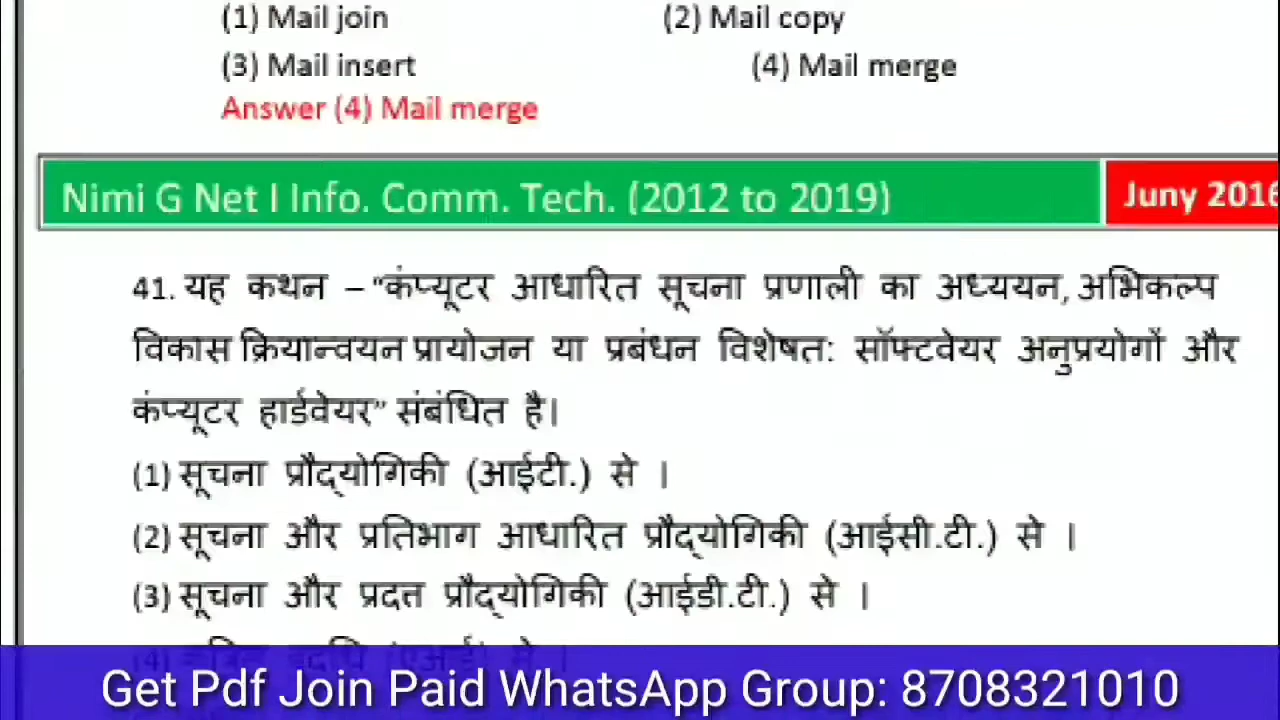 (1) Mail join (2) Mail copy
(3) Mail insert (4) Mail merge
Answer (4) Mail merge
Nimi G Net I Info. Comm. Tech. (2012 to 2019) Juny 2016
41. यह कथन – "कंप्यूटर आधारित सूचना प्रणाली का अध्ययन, अभिकल्प
विकास क्रियान्वयन प्रायोजन या प्रबंधन विशेषत: सॉफ्टवेयर अनुप्रयोगों और
कंप्यूटर हार्डवेयर" संबंधित है।
(1) सूचना प्रौद्योगिकी (आईटी.) से ।
(2) सूचना और प्रतिभाग आधारित प्रौद्योगिकी (आईसी.टी.) से ।
(3) सूचना और प्रदत्त प्रौद्योगिकी (आईडी.टी.) से ।
Get Pdf Join Paid WhatsApp Group: 8708321010